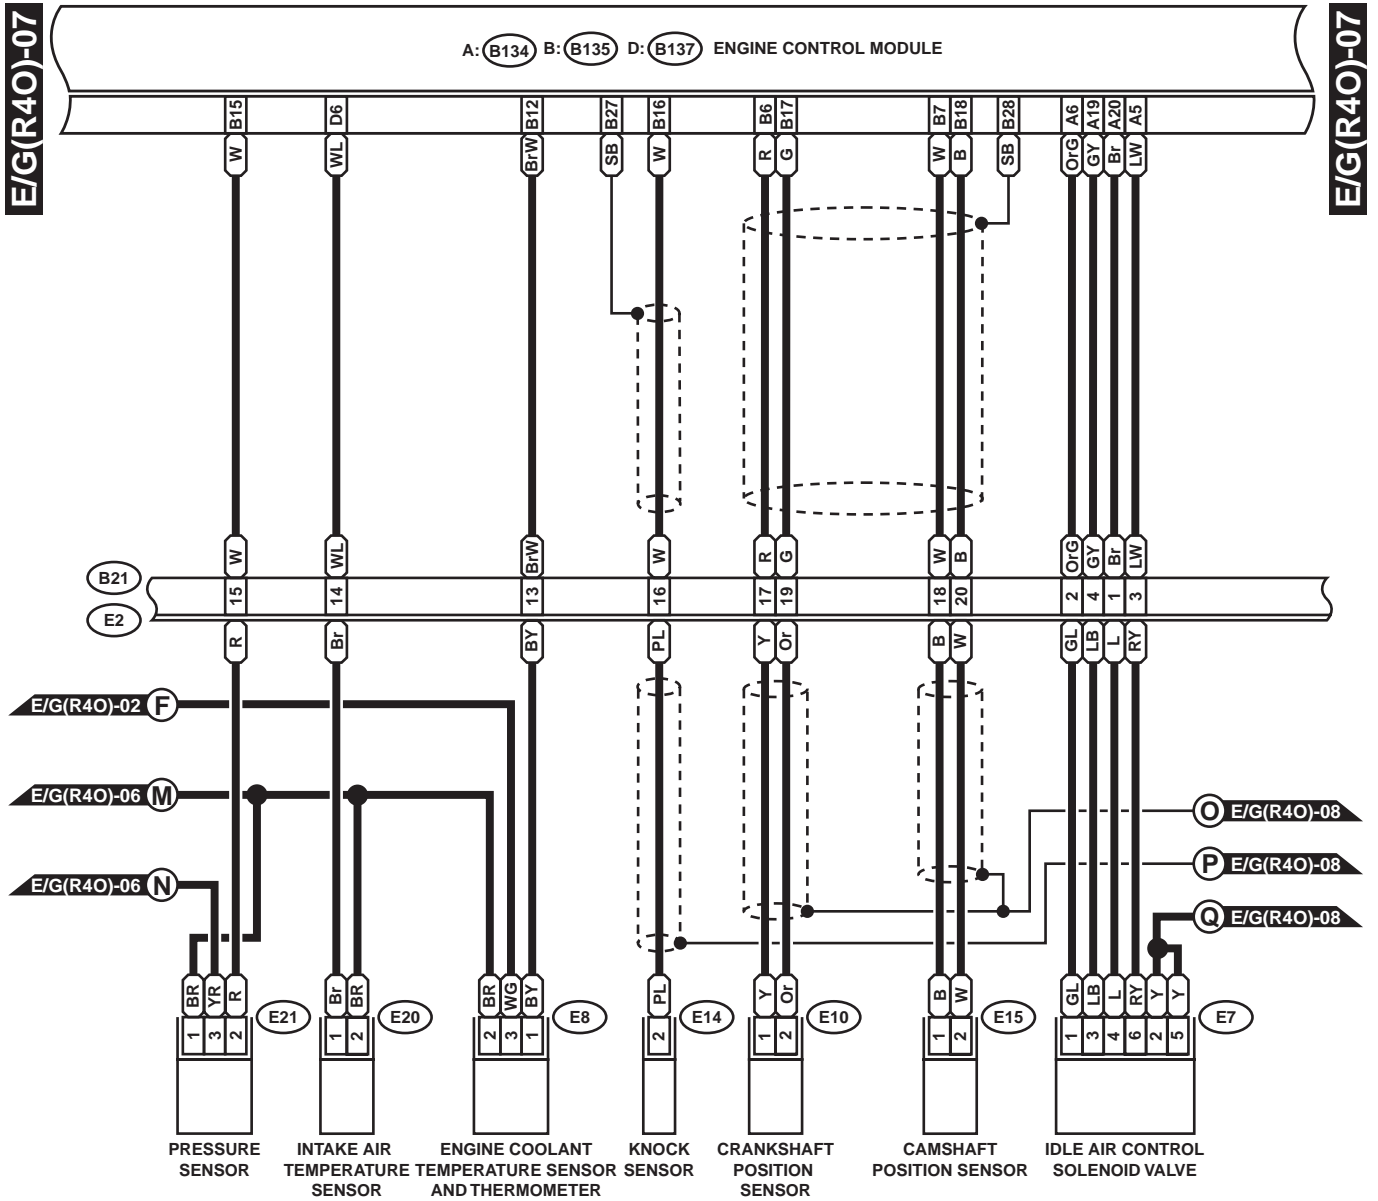 E/G(R4O)-07
E/G(R4O)-07
A: B134 B: B135 D: B137 ENGINE CONTROL MODULE
B15 D6 B12 B27 B16 B6 B17 B7 B18 B28 A6 A19 A20 A5
W WL BrW SB W R G W B SB OrG GY Br LW
W WL BrW W R G W B OrG GY Br LW
B21
15 14 13 16 17 19 18 20 2 4 1 3
E2
R Br BY PL Y Or B W GL LB L RY
E/G(R4O)-02 F
E/G(R4O)-06 M
O E/G(R4O)-08
P E/G(R4O)-08
E/G(R4O)-06 N
Q E/G(R4O)-08
BR YR R Br BR BR WG BY PL Y Or B W GL LB L RY Y Y
E21 E20 E8 E14 E10 E15 E7
1 3 2 1 2 2 3 1 2 1 2 1 2 1 3 4 6 2 5
PRESSURE
SENSOR
INTAKE AIR
TEMPERATURE
SENSOR
ENGINE COOLANT
TEMPERATURE SENSOR
AND THERMOMETER
KNOCK
SENSOR
CRANKSHAFT
POSITION
SENSOR
CAMSHAFT
POSITION SENSOR
IDLE AIR CONTROL
SOLENOID VALVE